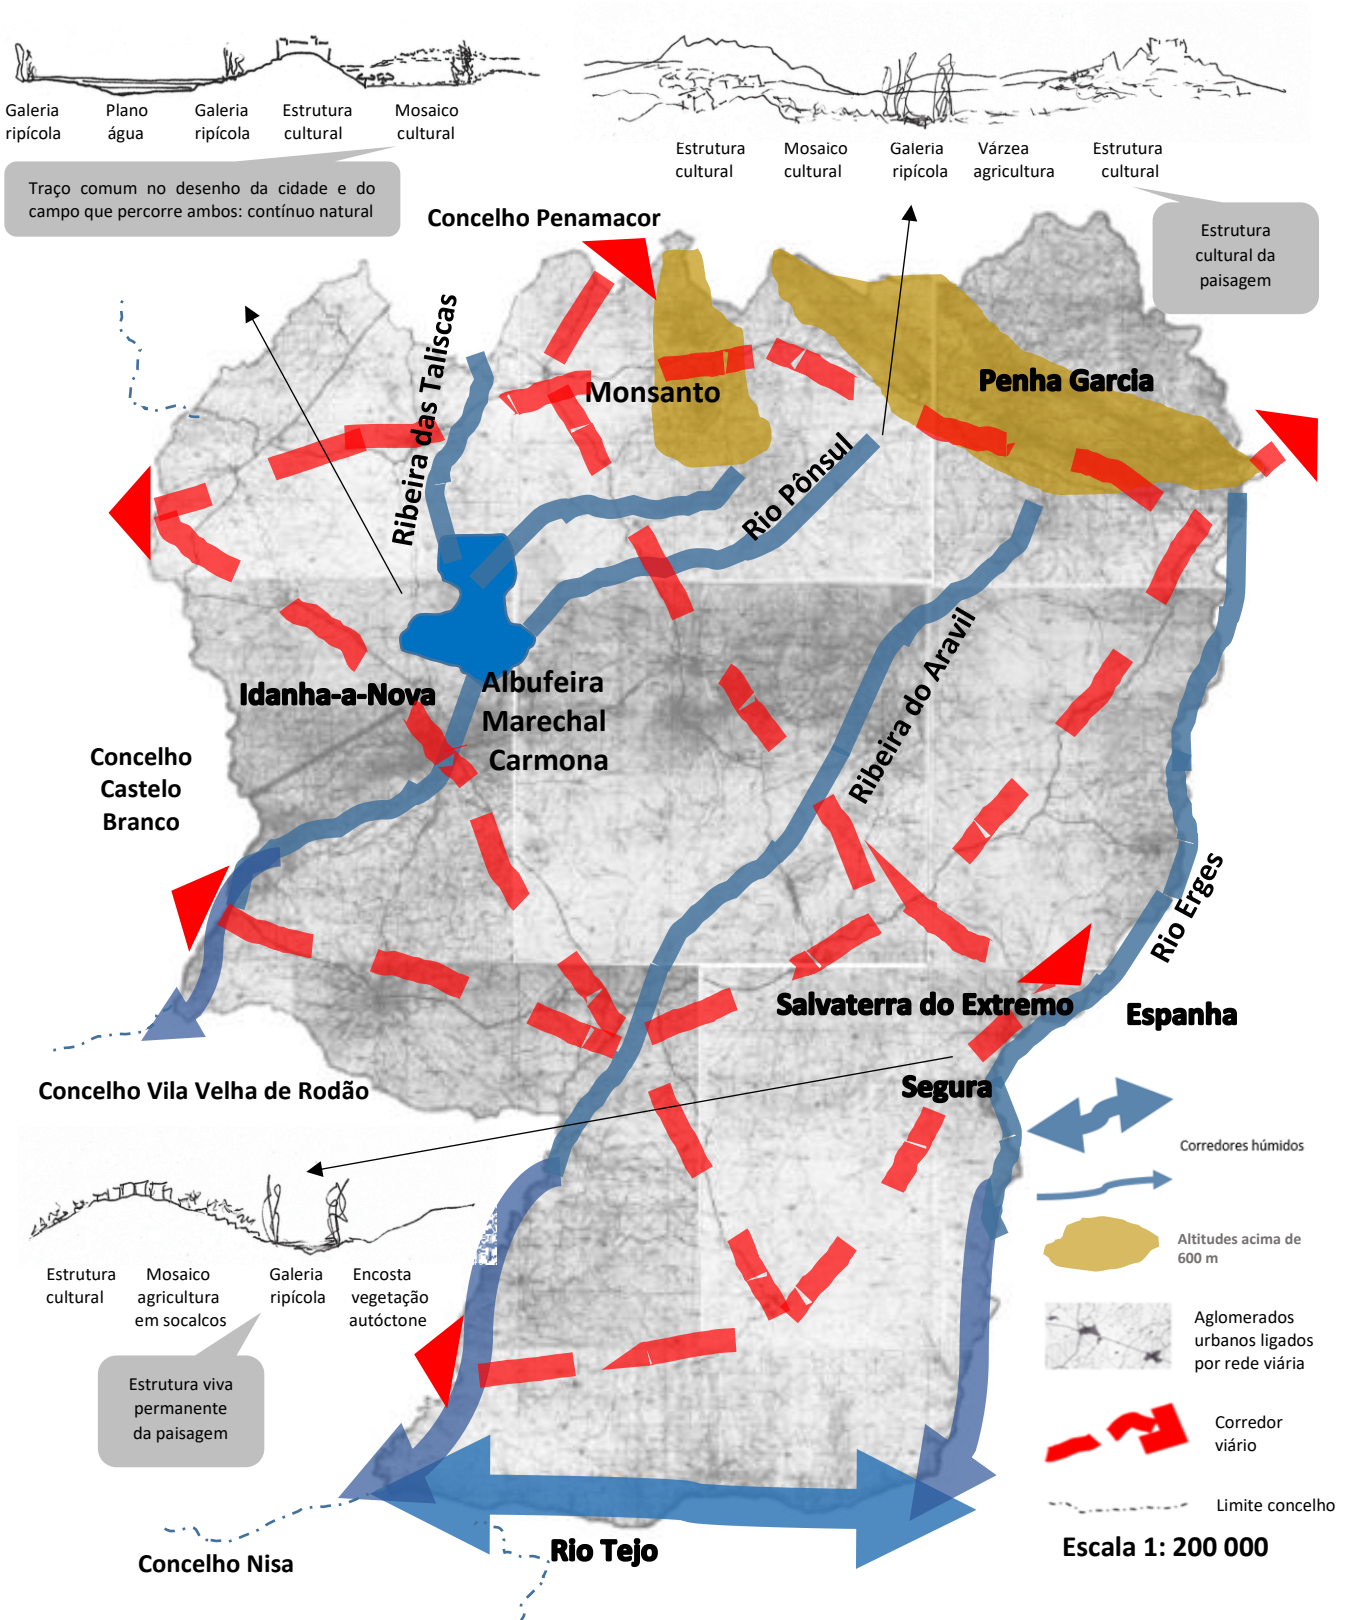 Galeria
ripícola
Plano
água
Galeria
ripícola
Estrutura
cultural
Mosaico
cultural
Estrutura
cultural
Mosaico
cultural
Galeria
ripícola
Várzea
agricultura
Estrutura
cultural
Traço comum no desenho da cidade e do
campo que percorre ambos: contínuo natural
Estrutura
cultural da
paisagem
Concelho Penamacor
Ribeira das Taliscas
Monsanto
Penha Garcia
Rio Pônsul
Ribeira do Aravil
Idanha-a-Nova
Albufeira
Marechal
Carmona
Concelho
Castelo
Branco
Rio Erges
Salvaterra do Extremo
Espanha
Segura
Concelho Vila Velha de Rodão
Estrutura
cultural
Mosaico
agricultura
em socalcos
Galeria
ripícola
Encosta
vegetação
autóctone
Estrutura viva
permanente
da paisagem
Corredores húmidos
Altitudes acima de
600 m
Aglomerados
urbanos ligados
por rede viária
Corredor
viário
Limite concelho
Escala 1: 200 000
Rio Tejo
Concelho Nisa